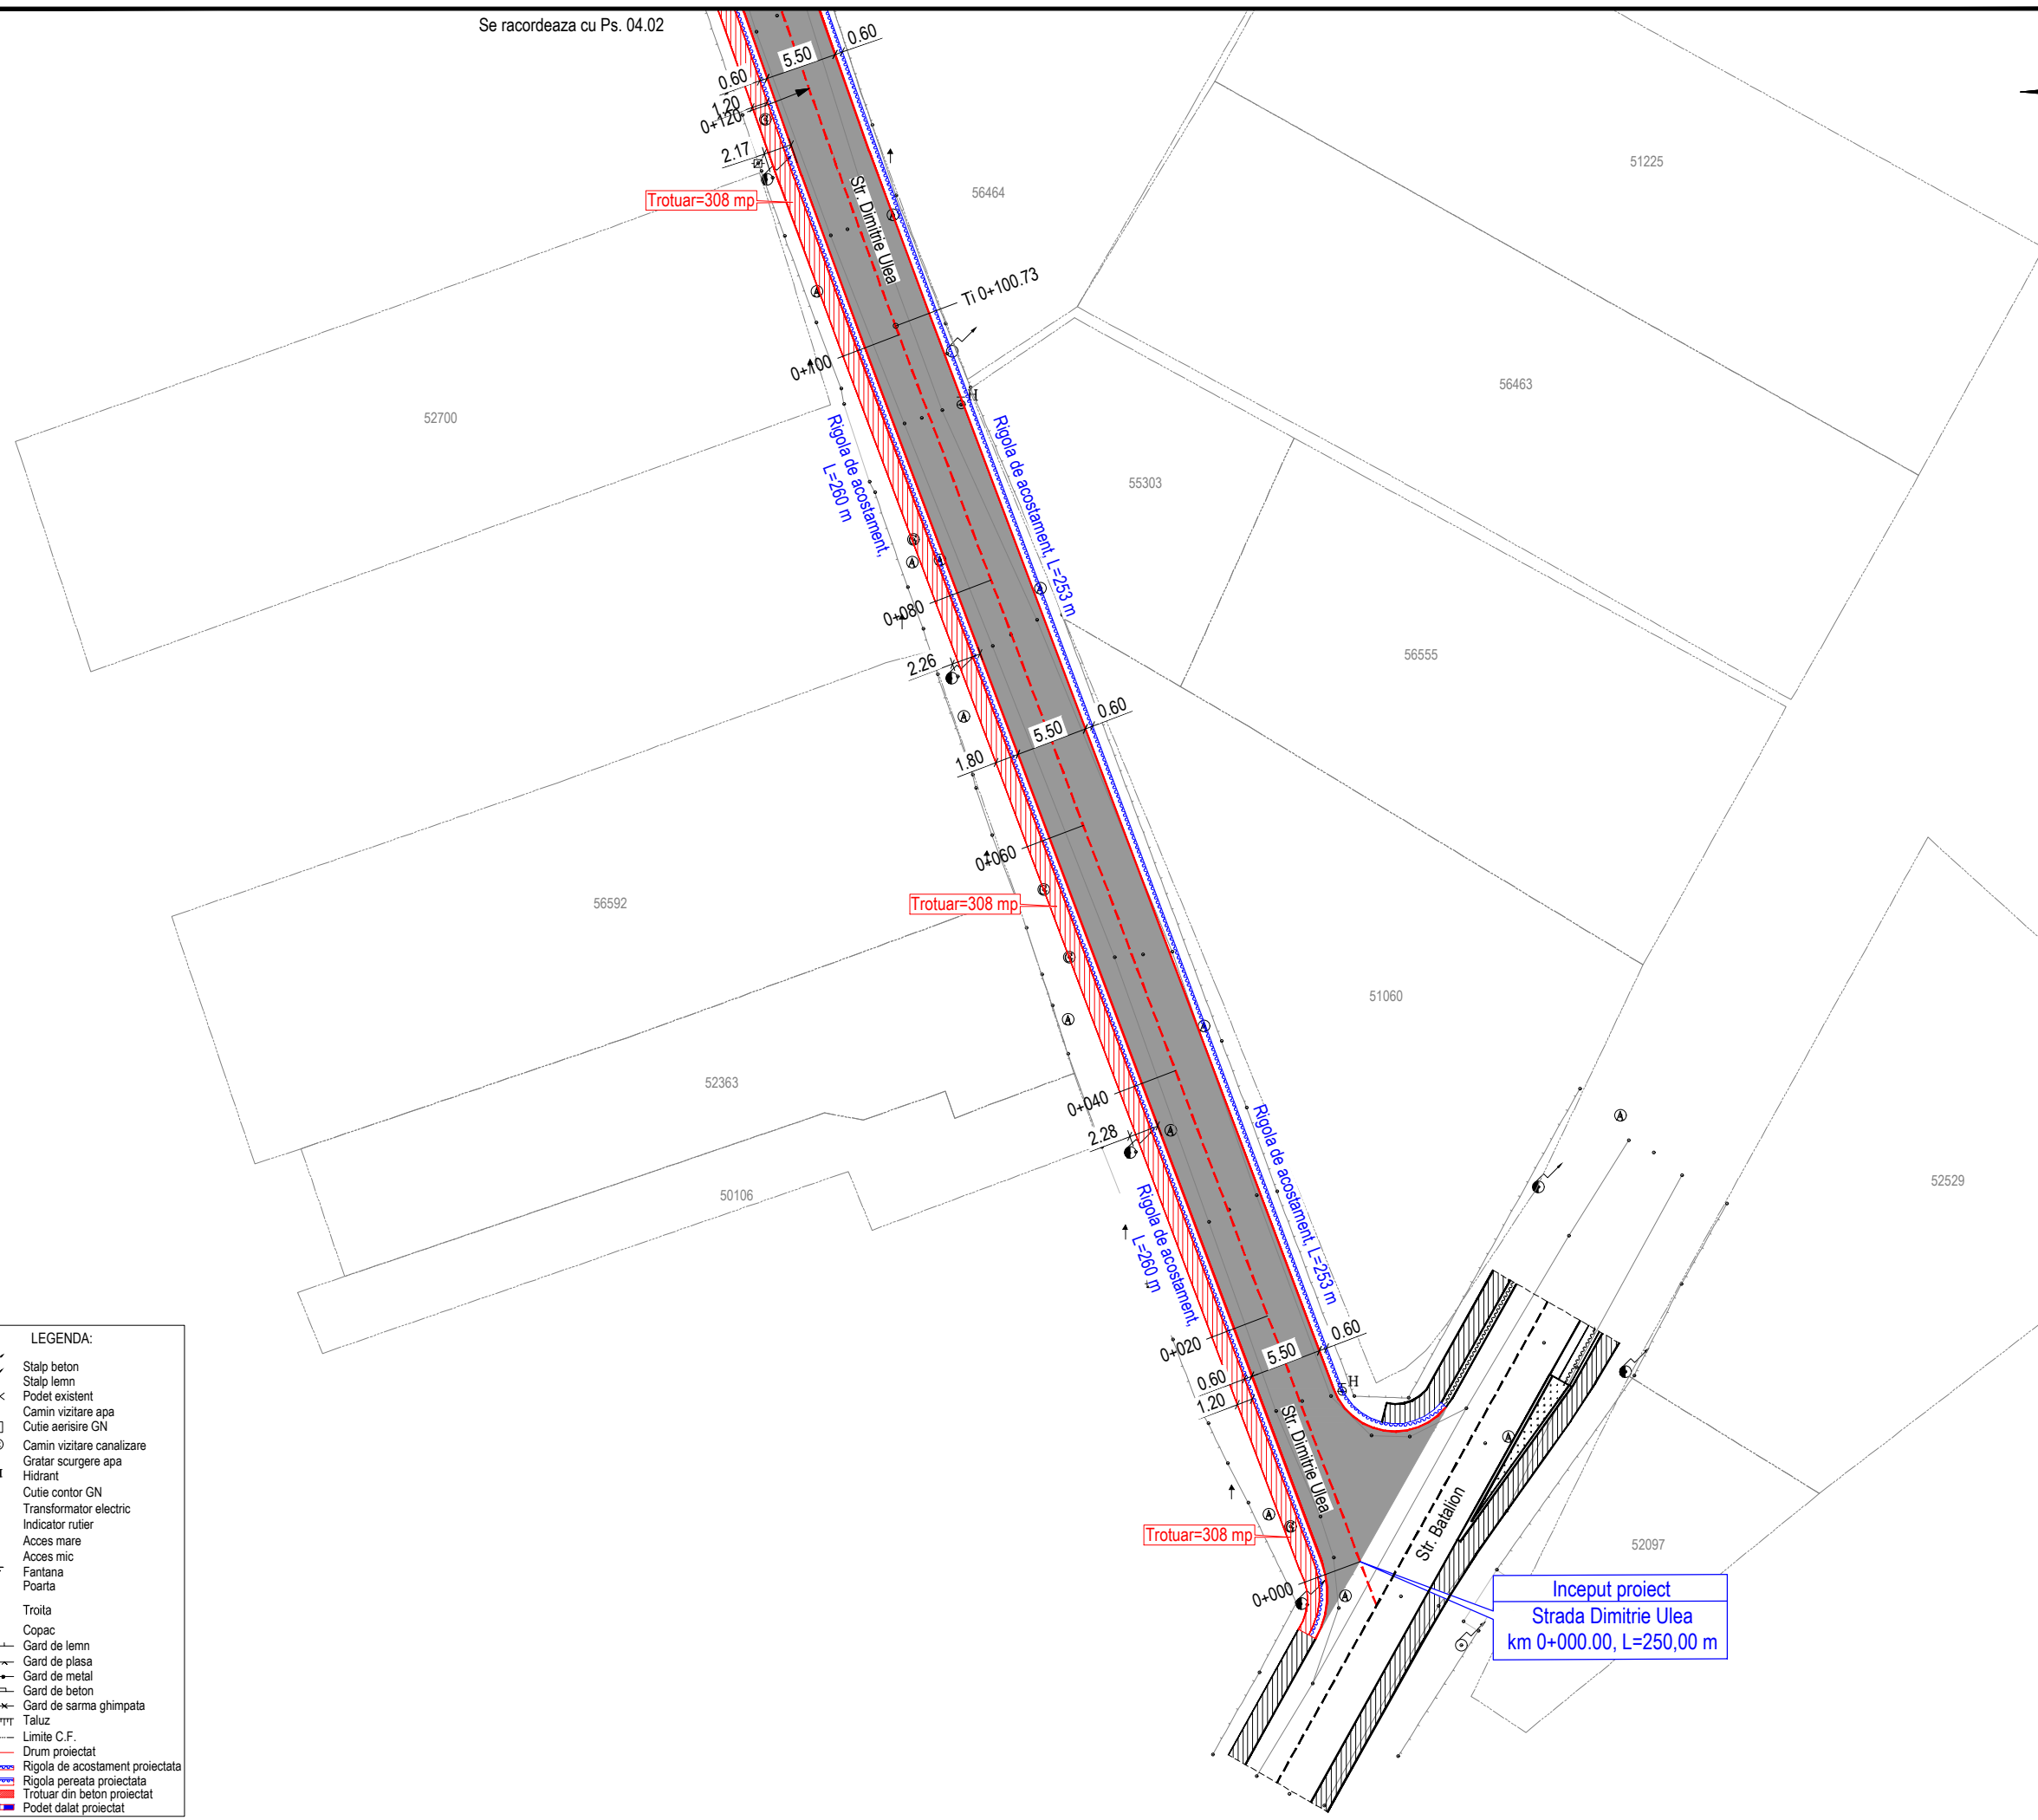 Se racordeaza cu Ps. 04.02
0.60
5.50
0.60
1.20
0+120
2.17
Trotuar=308 mp
Str. Dimitrie Ulea
56464
51225
Ti 0+100.73
0+100
H
56463
52700
Rigola de acostament,
L=260 m
Rigola de acostament, L=253 m
55303
0+080
2.26
56555
0.60
5.50
1.80
0+060
Trotuar=308 mp
56592
51060
52363
0+040
2.28
50106
Rigola de acostament,
L=260 m
Rigola de acostament, L=253 m
52529
0+020
0.60
5.50
0.60
1.20
H
Str. Dimitrie Ulea
Trotuar=308 mp
Str. Batalion
52097
0+000
Inceput proiect
Strada Dimitrie Ulea
km 0+000.00, L=250,00 m
LEGENDA:
Stalp beton
Stalp lemn
Podet existent
Camin vizitare apa
Cutie aerisire GN
Camin vizitare canalizare
Gratar scurgere apa
Hidrant
Cutie contor GN
Transformator electric
Indicator rutier
Acces mare
Acces mic
Fantana
Poarta
Troita
Copac
Gard de lemn
Gard de plasa
Gard de metal
Gard de beton
Gard de sarma ghimpata
Taluz
Limite C.F.
Drum proiectat
Rigola de acostament proiectata
Rigola pereata proiectata
Trotuar din beton proiectat
Podet dalat proiectat